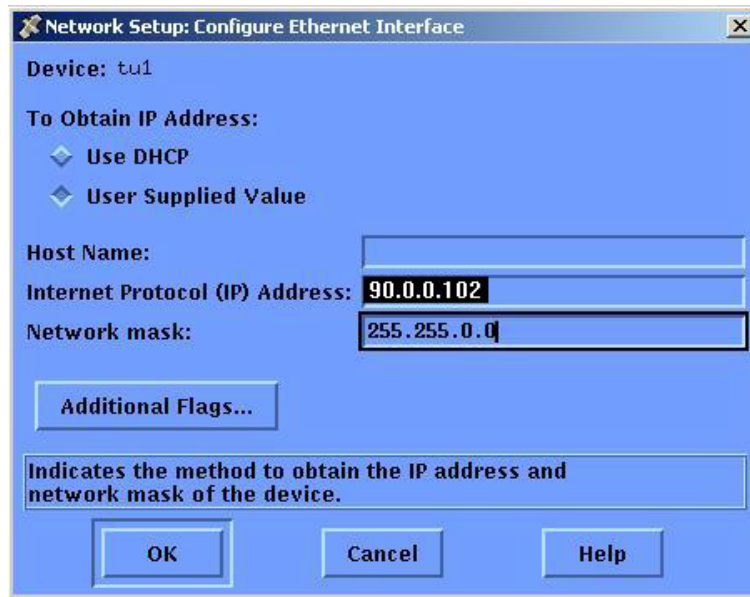 Network Setup: Configure Ethernet Interface
Device: tu1
To Obtain IP Address:
Use DHCP
User Supplied Value
Host Name:
Internet Protocol (IP) Address: 90.0.0.102
Network mask: 255.255.0.0
Additional Flags...
Indicates the method to obtain the IP address and
network mask of the device.
OK Cancel Help